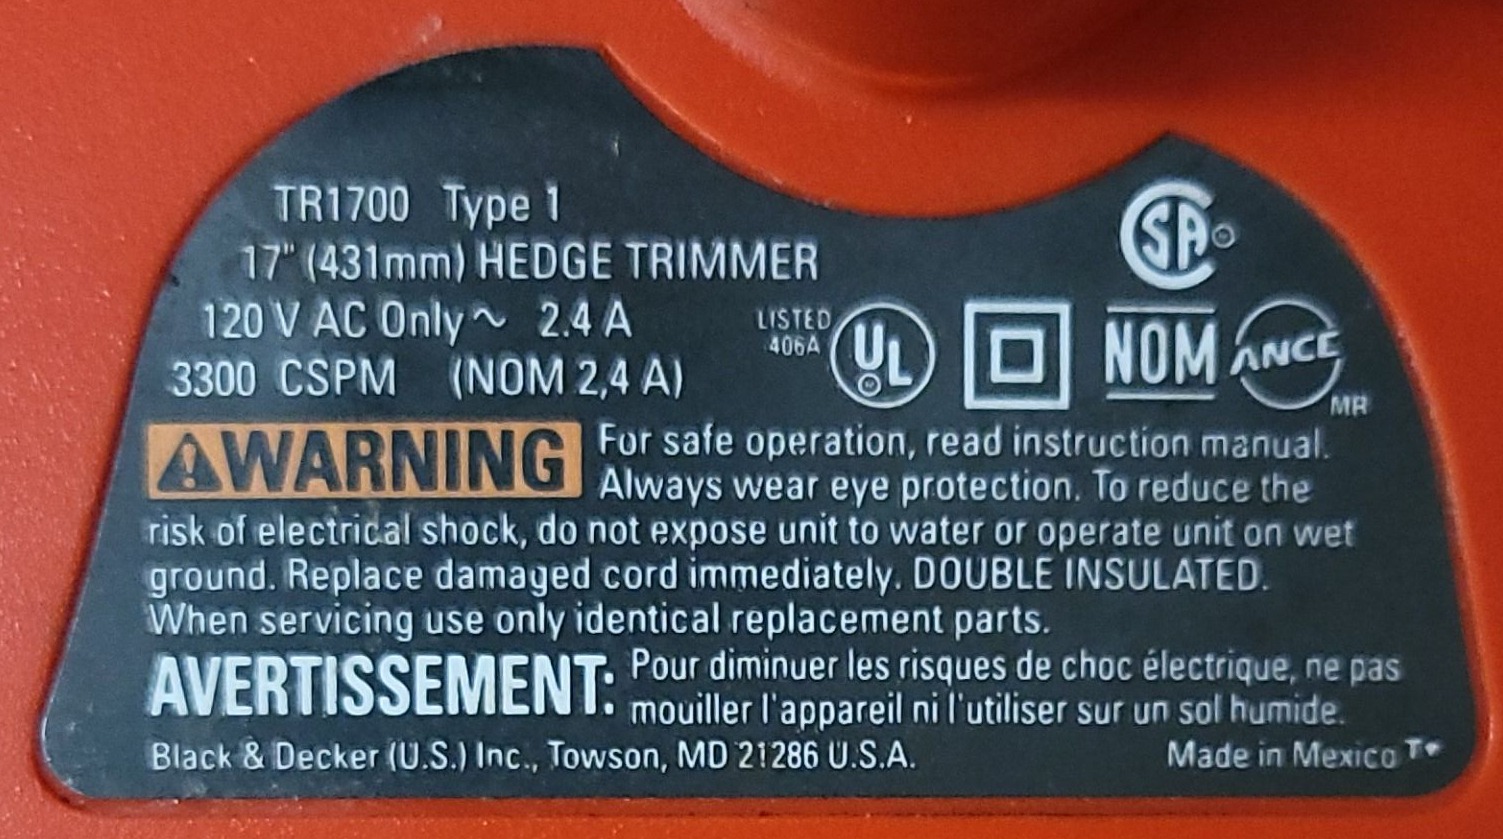 TR1700 Type 1
17" (431mm) HEDGE TRIMMER
120 V AC Only ~ 2.4 A
3300 CSPM (NOM 2,4 A)
LISTED
406A
UL
SA
NOM
ANCE
MR
WARNING For safe operation, read instruction manual.
Always wear eye protection. To reduce the
risk of electrical shock, do not expose unit to water or operate unit on wet
ground. Replace damaged cord immediately. DOUBLE INSULATED.
When servicing use only identical replacement parts.
AVERTISSEMENT: Pour diminuer les risques de choc électrique, ne pas
mouiller l'appareil ni l'utiliser sur un sol humide.
Black & Decker (U.S.) Inc., Towson, MD 21286 U.S.A. Made in Mexico